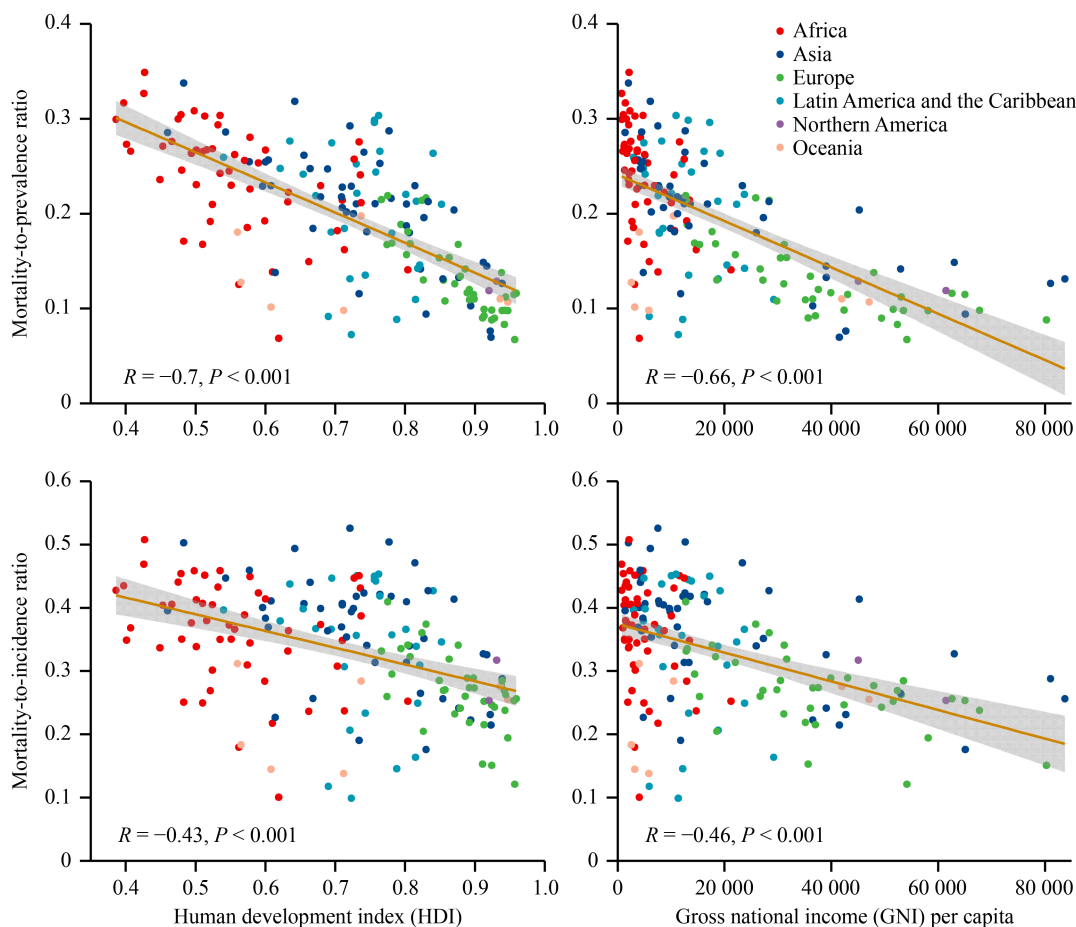 Mortality-to-prevalence ratio
0.4
0.3
0.2
0.1
0
R = −0.7, P < 0.001
0.4 0.5 0.6 0.7 0.8 0.9 1.0
Africa
Asia
Europe
Latin America and the Caribbean
Northern America
Oceania
0.4
0.3
0.2
0.1
0
R = −0.66, P < 0.001
0 20 000 40 000 60 000 80 000
Mortality-to-incidence ratio
0.6
0.5
0.4
0.3
0.2
0.1
0
R = −0.43, P < 0.001
0.4 0.5 0.6 0.7 0.8 0.9 1.0
Human development index (HDI)
0.6
0.5
0.4
0.3
0.2
0.1
0
R = −0.46, P < 0.001
0 20 000 40 000 60 000 80 000
Gross national income (GNI) per capita